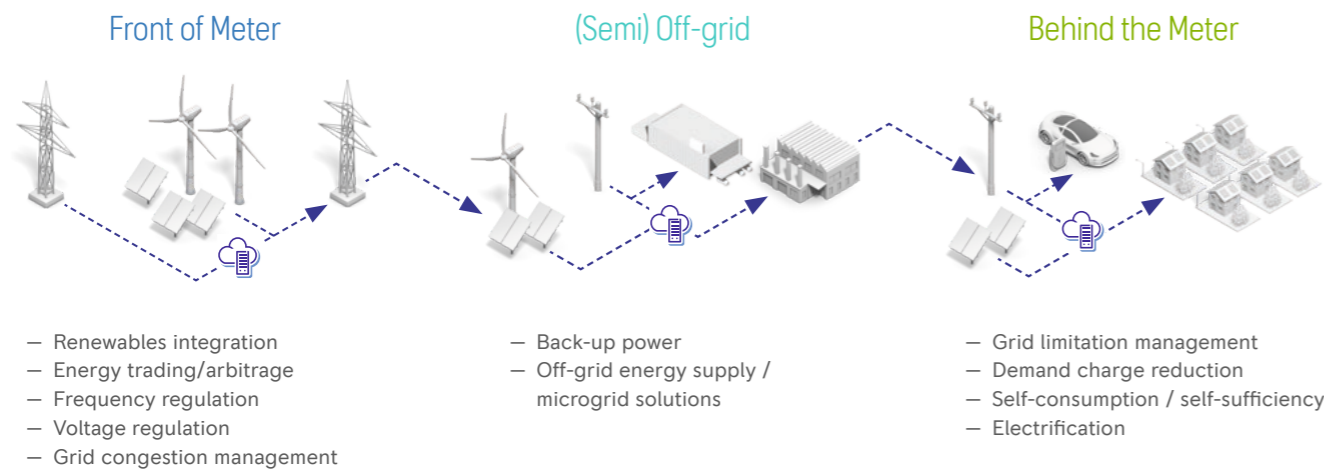 Front of Meter
(Semi) Off-grid
Behind the Meter
— Renewables integration
— Energy trading/arbitrage
— Frequency regulation
— Voltage regulation
— Grid congestion management
— Back-up power
— Off-grid energy supply /
microgrid solutions
— Grid limitation management
— Demand charge reduction
— Self-consumption / self-sufficiency
— Electrification